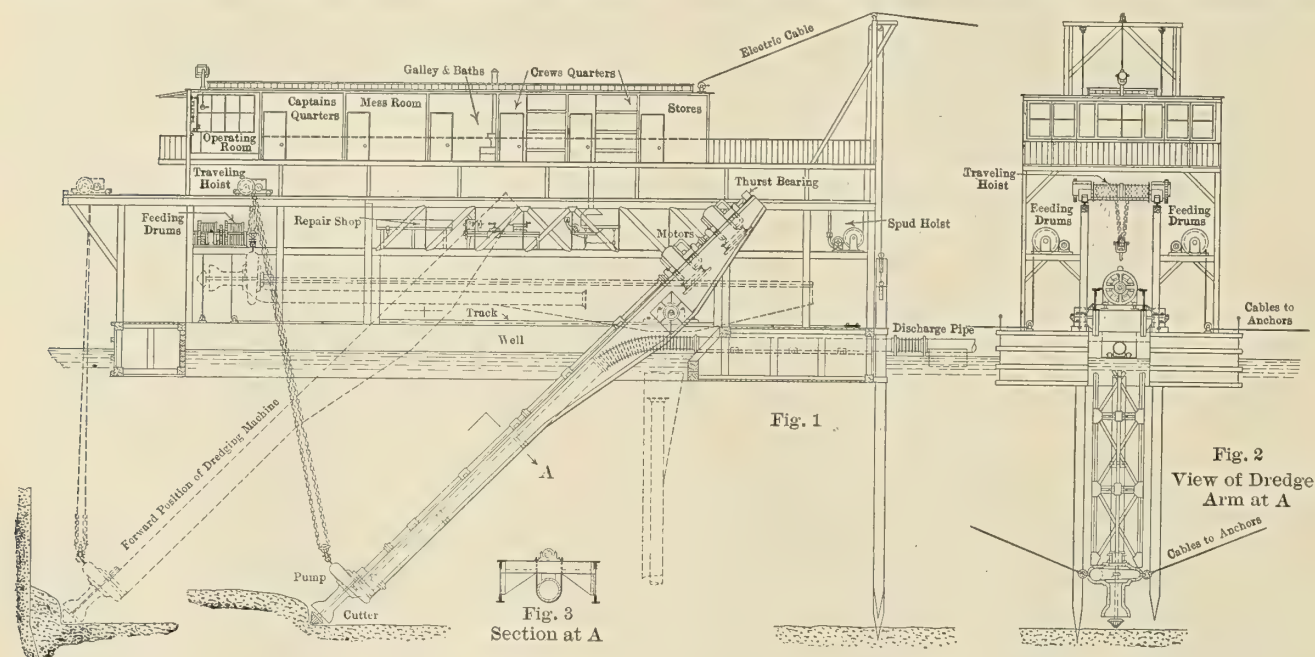 Electric Cable
Galley & Baths
Crews Quarters
Captains
Quarters
Mess Room
Stores
Operating
Room
Traveling
Hoist
Thurst Bearing
Feeding
Drums
Repair Shop
Motors
Spud Hoist
Track
Well
Discharge Pipe
Forward Position of Dredging Machine
A
Pump
Cutter
Fig. 1
Fig. 3
Section at A
Traveling
Hoist
Feeding
Drums
Feeding
Drums
Cables to
Anchors
Fig. 2
View of Dredge
Arm at A
Cables to Anchors